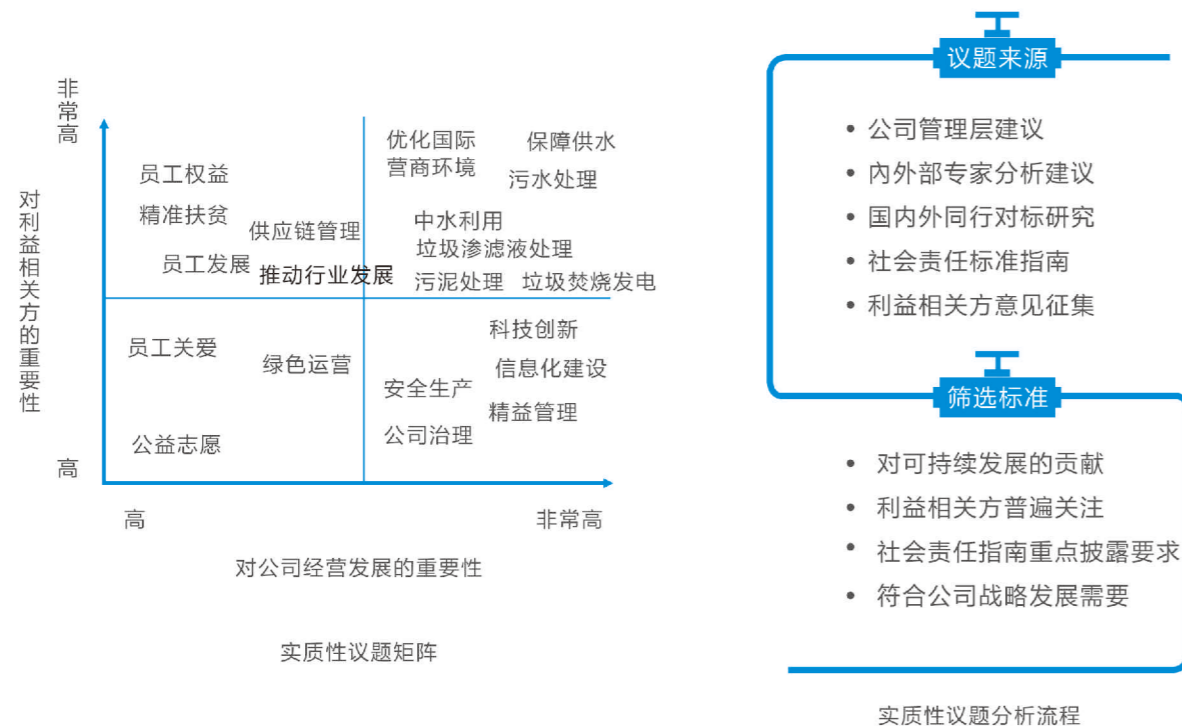 非常高
对利益相关方的重要性
高
优化国际
营商环境
保障供水
污水处理
员工权益
精准扶贫
供应链管理
中水利用
垃圾渗滤液处理
员工发展
推动行业发展
污泥处理
垃圾焚烧发电
员工关爱
绿色运营
科技创新
信息化建设
安全生产
精益管理
公司治理
公益志愿
高
非常高
对公司经营发展的重要性
实质性议题矩阵
议题来源
• 公司管理层建议
• 内外部专家分析建议
• 国内外同行对标研究
• 社会责任标准指南
• 利益相关方意见征集
筛选标准
• 对可持续发展的贡献
• 利益相关方普遍关注
• 社会责任指南重点披露要求
• 符合公司战略发展需要
实质性议题分析流程